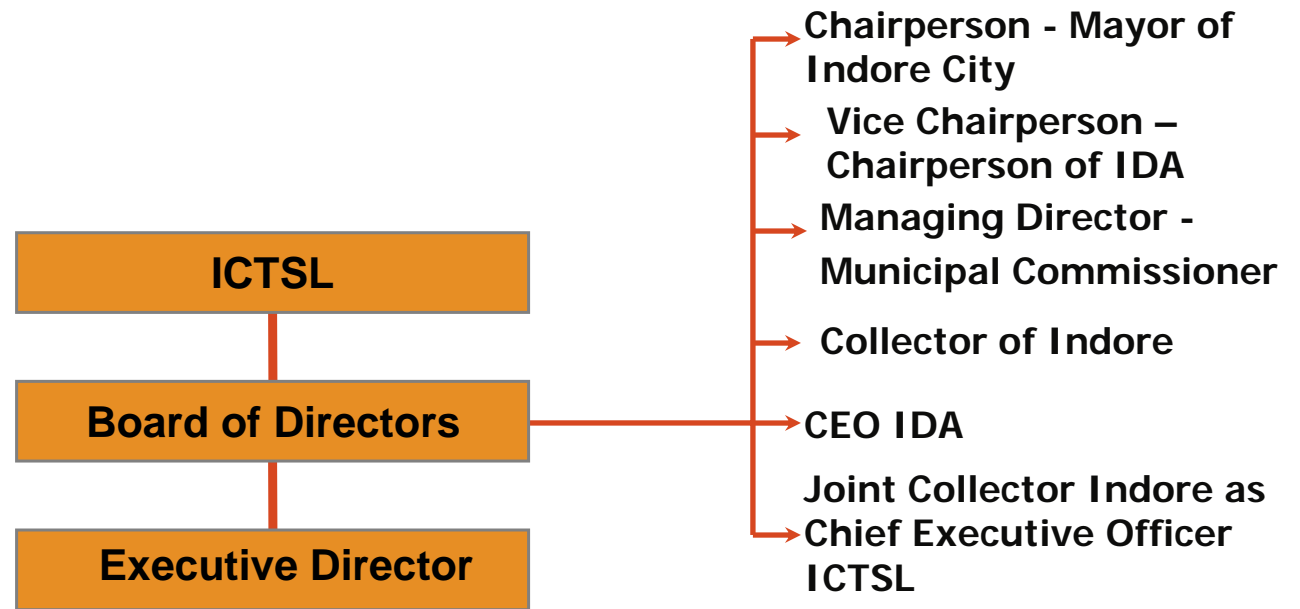 ICTSL
Board of Directors
Executive Director
Chairperson - Mayor of
Indore City
Vice Chairperson –
Chairperson of IDA
Managing Director -
Municipal Commissioner
Collector of Indore
CEO IDA
Joint Collector Indore as
Chief Executive Officer
ICTSL